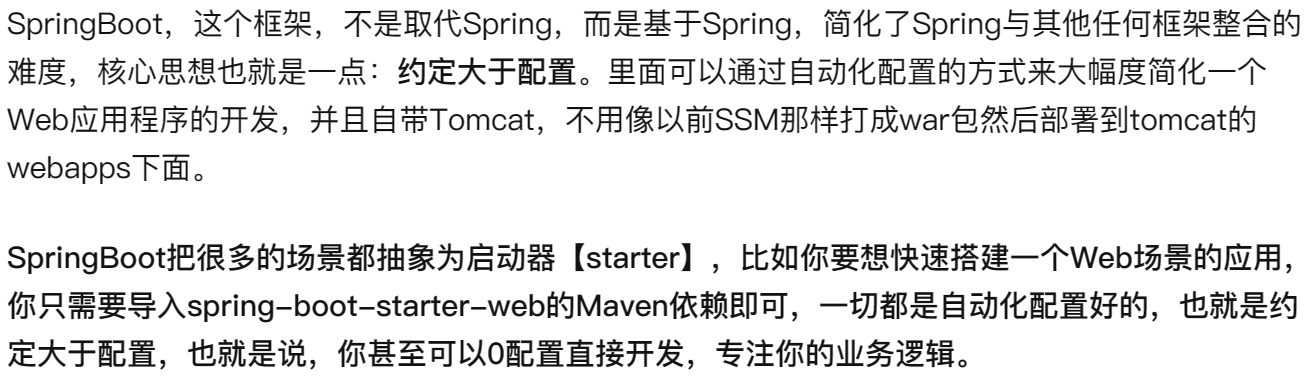 SpringBoot，这个框架，不是取代Spring，而是基于Spring，简化了Spring与其他任何框架整合的
难度，核心思想也就是一点：约定大于配置。里面可以通过自动化配置的方式来大幅度简化一个
Web应用程序的开发，并且自带Tomcat，不用像以前SSM那样打成war包然后部署到tomcat的
webapps下面。
SpringBoot把很多的场景都抽象为启动器【starter】，比如你要想快速搭建一个Web场景的应用，
你只需要导入spring-boot-starter-web的Maven依赖即可，一切都是自动化配置好的，也就是约
定大于配置，也就是说，你甚至可以0配置直接开发，专注你的业务逻辑。